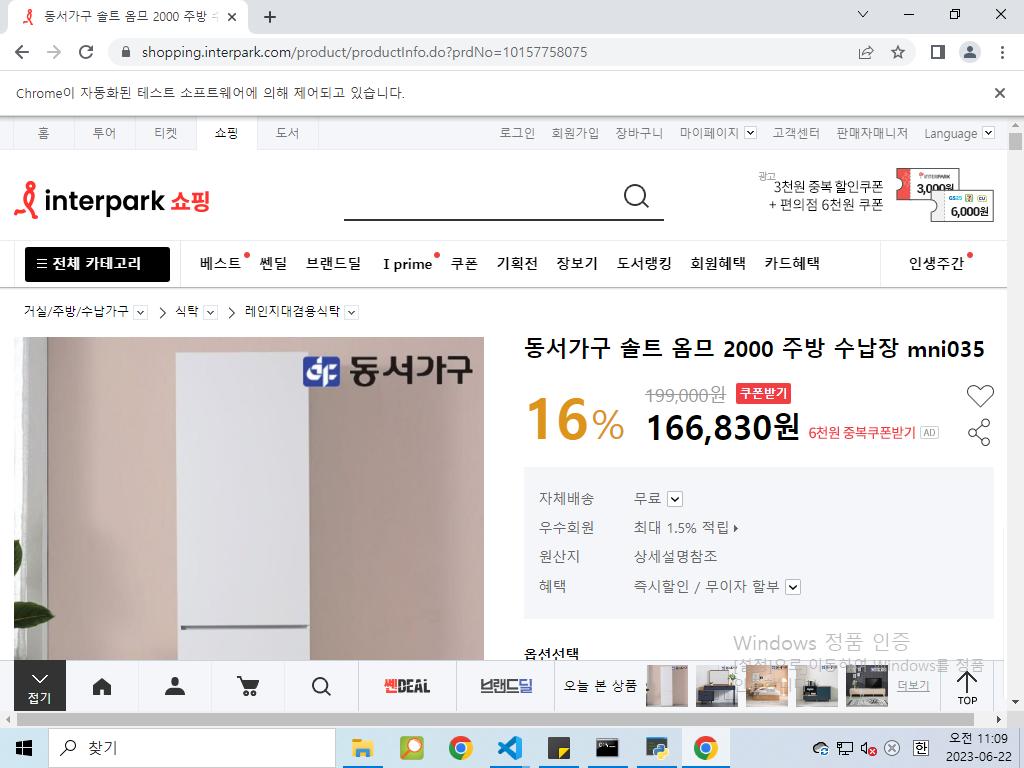 동서가구 솔트 옴므 2000 주방
shopping.interpark.com/product/productInfo.do?prdNo=10157758075
Chrome이 자동화된 테스트 소프트웨어에 의해 제어되고 있습니다.
홈 투어 티켓 쇼핑 도서 로그인 회원가입 장바구니 마이페이지 고객센터 판매자매니저 Language
interpark 쇼핑
광고
3천원 중복 할인쿠폰
+ 편의점 6천원 쿠폰
INTERPARK
3,000원
GS25 CU
6,000원
전체 카테고리 베스트 쎈딜 브랜드딜 I prime 쿠폰 기획전 장보기 도서랭킹 회원혜택 카드혜택 인생주간
거실/주방/수납가구 식탁 레인지대겸용식탁
동서가구
동서가구 솔트 옴므 2000 주방 수납장 mni035
199,000원 쿠폰받기
16% 166,830원 6천원 중복쿠폰받기 AD
자체배송 무료
우수회원 최대 1.5% 적립
원산지 상세설명참조
혜택 즉시할인 / 무이자 할부
옵션선택
Windows 정품 인증
[설정]으로 이동하여 Windows를 정품
접기 쎈DEAL 브랜드딜 오늘 본 상품 더보기 TOP
찾기
한
오전 11:09
2023-06-22